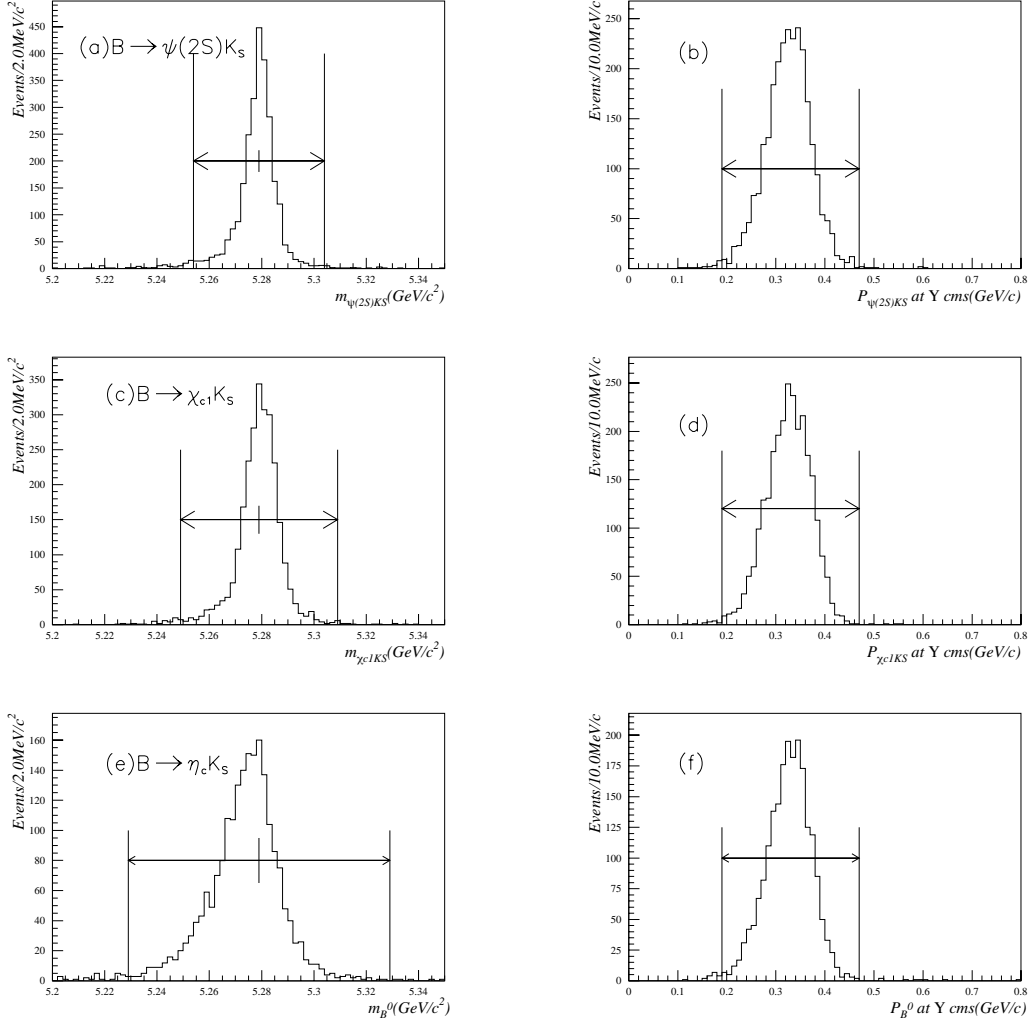 Events/2.0MeV/c²
450
400
350
300
250
200
150
100
50
0
(a)B → ψ(2S)K_S
5.2 5.22 5.24 5.26 5.28 5.3 5.32 5.34
m_ψ(2S)KS(GeV/c²)
Events/10.0MeV/c
250
200
150
100
50
0
(b)
0 0.1 0.2 0.3 0.4 0.5 0.6 0.7 0.8
P_ψ(2S)KS at Υ cms(GeV/c)
Events/2.0MeV/c²
350
300
250
200
150
100
50
0
(c)B → χ_c1K_S
5.2 5.22 5.24 5.26 5.28 5.3 5.32 5.34
m_χc1KS(GeV/c²)
Events/10.0MeV/c
250
200
150
100
50
0
(d)
0 0.1 0.2 0.3 0.4 0.5 0.6 0.7 0.8
P_χc1KS at Υ cms(GeV/c)
Events/2.0MeV/c²
160
140
120
100
80
60
40
20
0
(e)B → η_cK_S
5.2 5.22 5.24 5.26 5.28 5.3 5.32 5.34
m_B⁰(GeV/c²)
Events/10.0MeV/c
200
175
150
125
100
75
50
25
0
(f)
0 0.1 0.2 0.3 0.4 0.5 0.6 0.7 0.8
P_B⁰ at Υ cms(GeV/c)